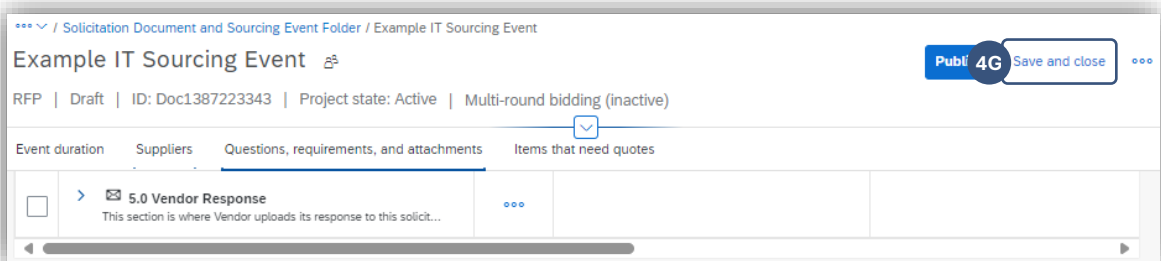 / Solicitation Document and Sourcing Event Folder / Example IT Sourcing Event
Example IT Sourcing Event
Publi 4G Save and close
RFP | Draft | ID: Doc1387223343 | Project state: Active | Multi-round bidding (inactive)
Event duration Suppliers Questions, requirements, and attachments Items that need quotes
5.0 Vendor Response
This section is where Vendor uploads its response to this solicit...